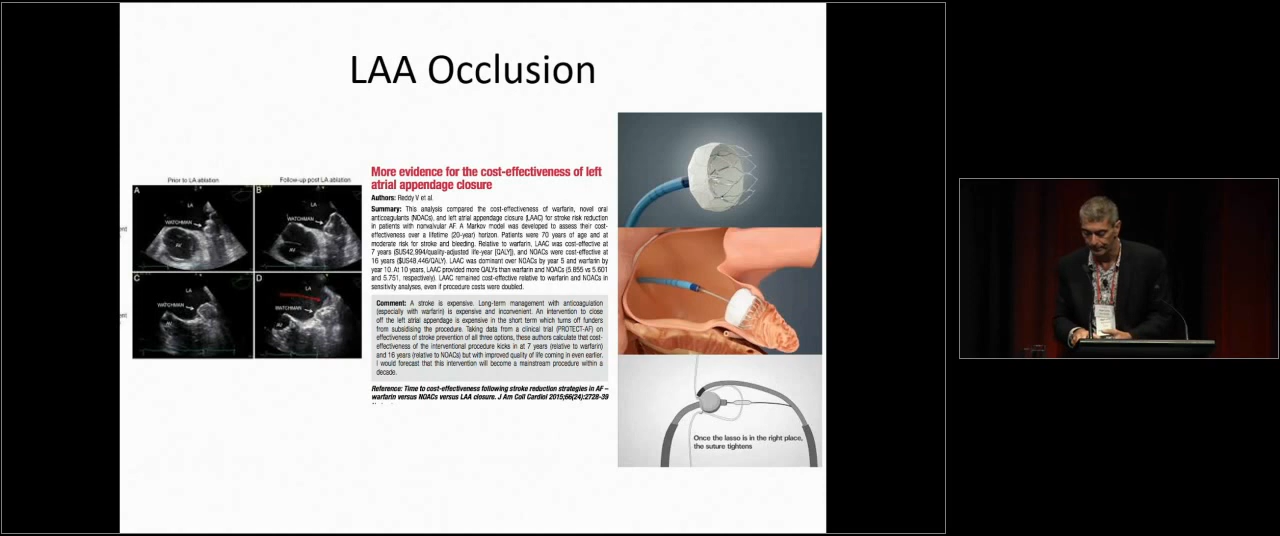 LAA Occlusion
Prior to LA ablation
Follow-up post LA ablation
A
LA
WATCHMAN
AV
B
LA
WATCHMAN
AV
C
LA
WATCHMAN
AV
D
LA
WATCHMAN
AV
More evidence for the cost-effectiveness of left
atrial appendage closure
Authors: Reddy V et al.
Summary: This analysis compared the cost-effectiveness of warfarin, novel oral
anticoagulants (NOACs), and left atrial appendage closure (LAAC) for stroke risk reduction
in patients with nonvalvular AF. A Markov model was developed to assess their cost-
effectiveness over a lifetime (20-year) horizon. Patients were 70 years of age and at
moderate risk for stroke and bleeding. Relative to warfarin, LAAC was cost-effective at
7 years ($US42,994/quality-adjusted life-year [QALY]), and NOACs were cost-effective at
16 years ($US48,446/QALY). LAAC was dominant over NOACs by year 5 and warfarin by
year 10. At 10 years, LAAC provided more QALYs than warfarin and NOACs (5.855 vs 5.601
and 5.751, respectively). LAAC remained cost-effective relative to warfarin and NOACs in
sensitivity analyses, even if procedure costs were doubled.
Comment: A stroke is expensive. Long-term management with anticoagulation
(especially with warfarin) is expensive and inconvenient. An intervention to close
off the left atrial appendage is expensive in the short term which turns off funders
from subsidising the procedure. Taking data from a clinical trial (PROTECT-AF) on
effectiveness of stroke prevention of all three options, these authors calculate that cost-
effectiveness of the interventional procedure kicks in at 7 years (relative to warfarin)
and 16 years (relative to NOACs) but with improved quality of life coming in even earlier.
I would forecast that this intervention will become a mainstream procedure within a
decade.
Reference: Time to cost-effectiveness following stroke reduction strategies in AF –
warfarin versus NOACs versus LAA closure. J Am Coll Cardiol 2015;66(24):2728-39
Once the lasso is in the right place,
the suture tightens